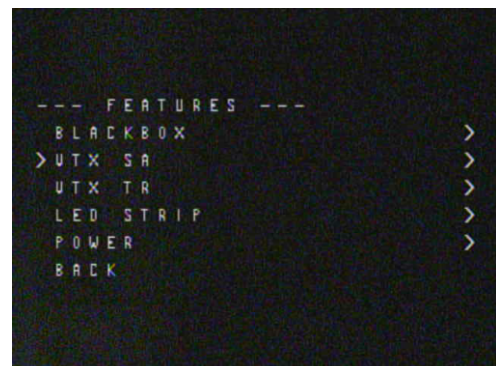 --- FEATURES ---
BLACKBOX >
>VTX SA >
VTX TR >
LED STRIP >
POWER >
BACK